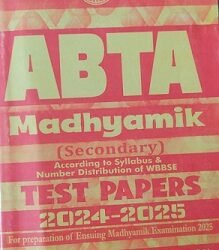 ABTA
Madhyamik
(Secondary)
According to Syllabus &
Number Distribution of WBBSE
TEST PAPERS
2024-2025
For preparation of Ensuing Madhyamik Examination 2025